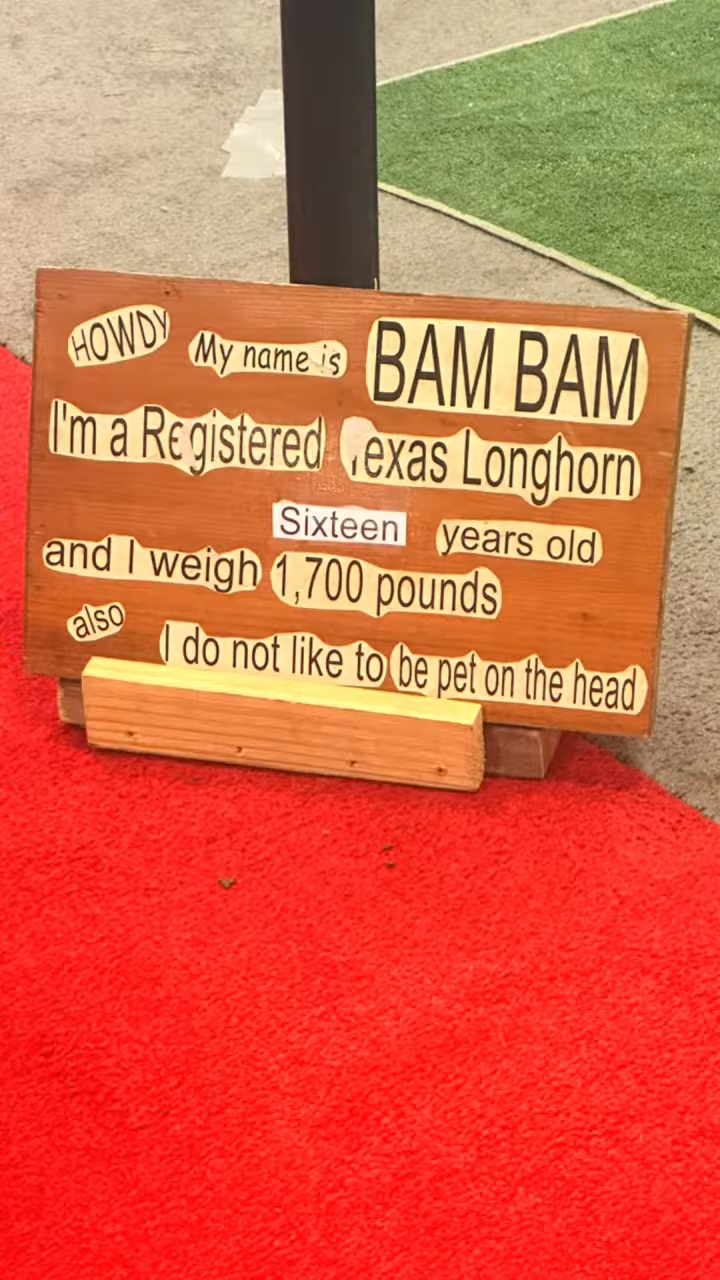 HOWDY My name is BAM BAM
I'm a Registered Texas Longhorn
Sixteen years old
and I weigh 1,700 pounds
also I do not like to be pet on the head